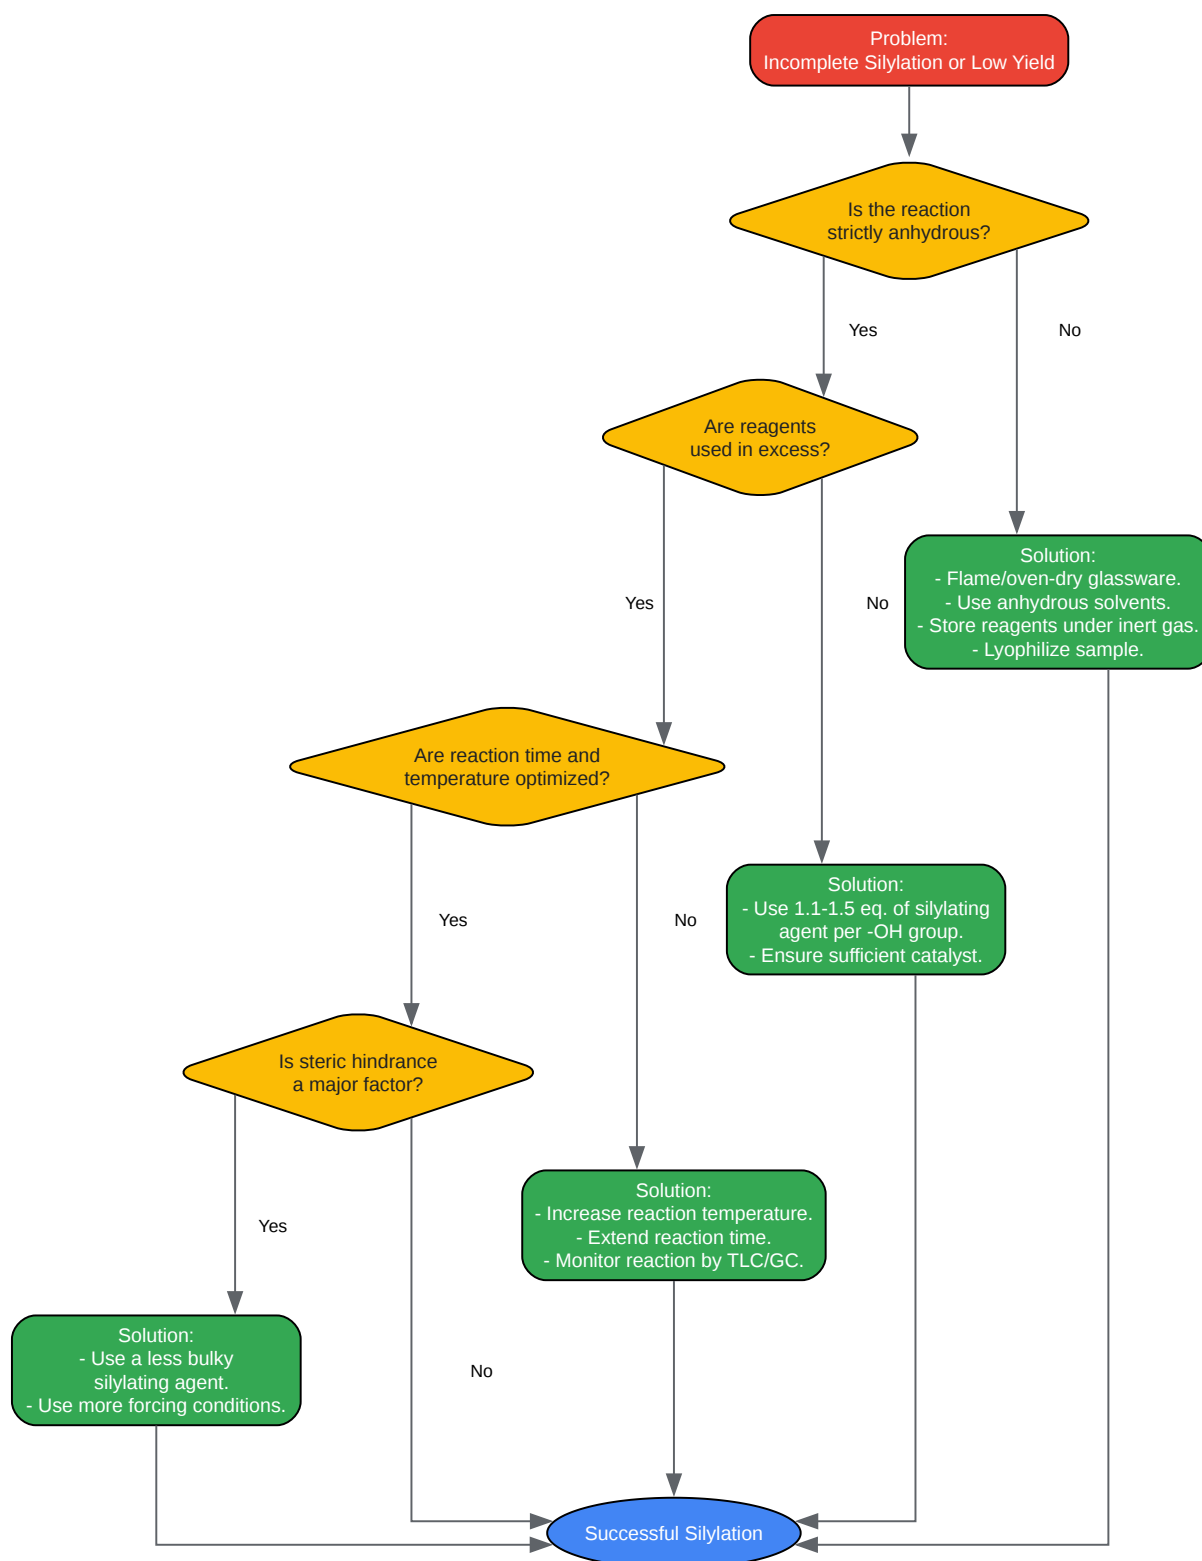 Problem:
Incomplete Silylation or Low Yield
Is the reaction
strictly anhydrous?
Yes
No
Are reagents
used in excess?
Solution:
- Flame/oven-dry glassware.
- Use anhydrous solvents.
- Store reagents under inert gas.
- Lyophilize sample.
Yes
No
Are reaction time and
temperature optimized?
Solution:
- Use 1.1-1.5 eq. of silylating
agent per -OH group.
- Ensure sufficient catalyst.
Yes
No
Is steric hindrance
a major factor?
Solution:
- Increase reaction temperature.
- Extend reaction time.
- Monitor reaction by TLC/GC.
Yes
No
Solution:
- Use a less bulky
silylating agent.
- Use more forcing conditions.
Successful Silylation